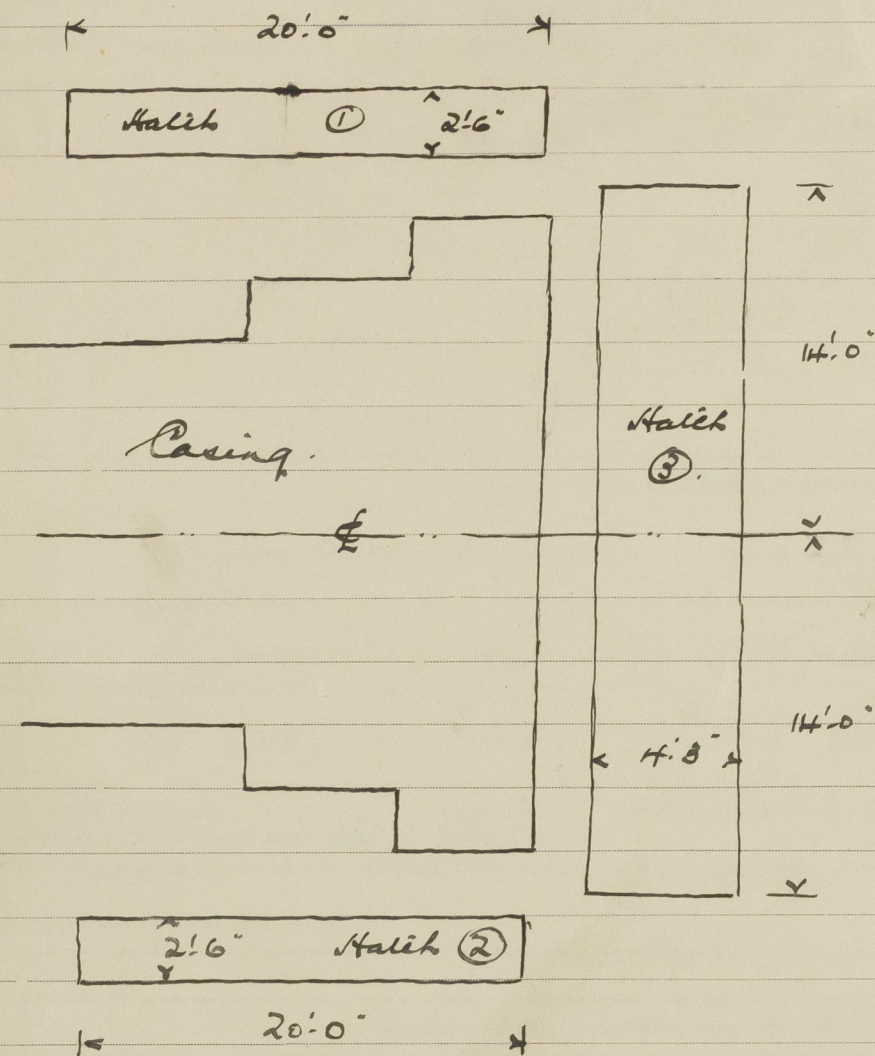 20'.0"
Hatch ① 2'-6"
14'.0"
Hatch
③.
Casing.
℄
14'-0"
4'.3"
2'-6" Hatch ②
20'-0"